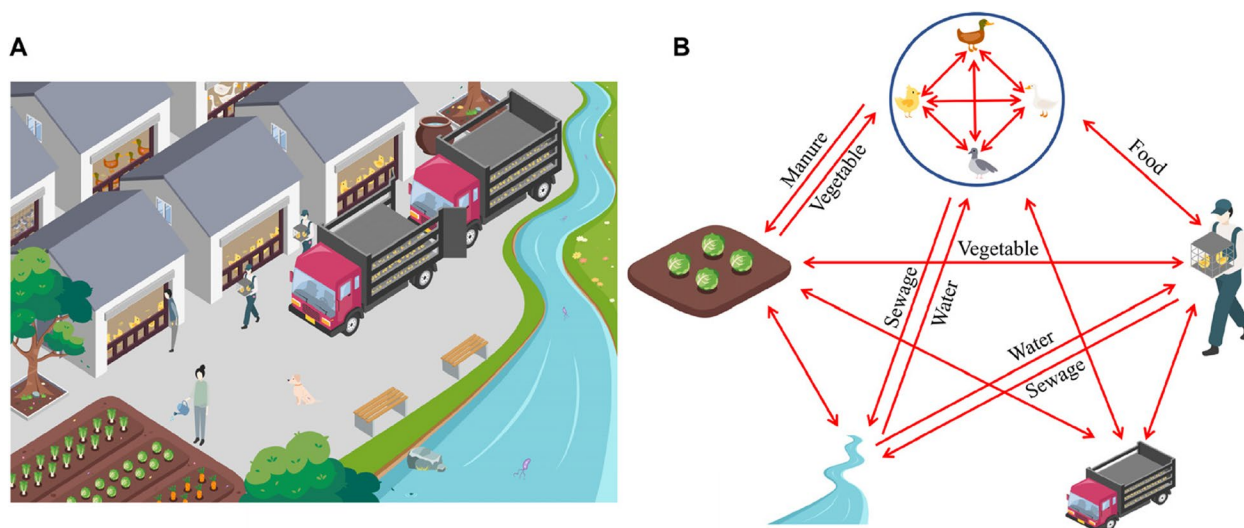 A
B
Manure
Vegetable
Food
Vegetable
Sewage
Water
Water
Sewage